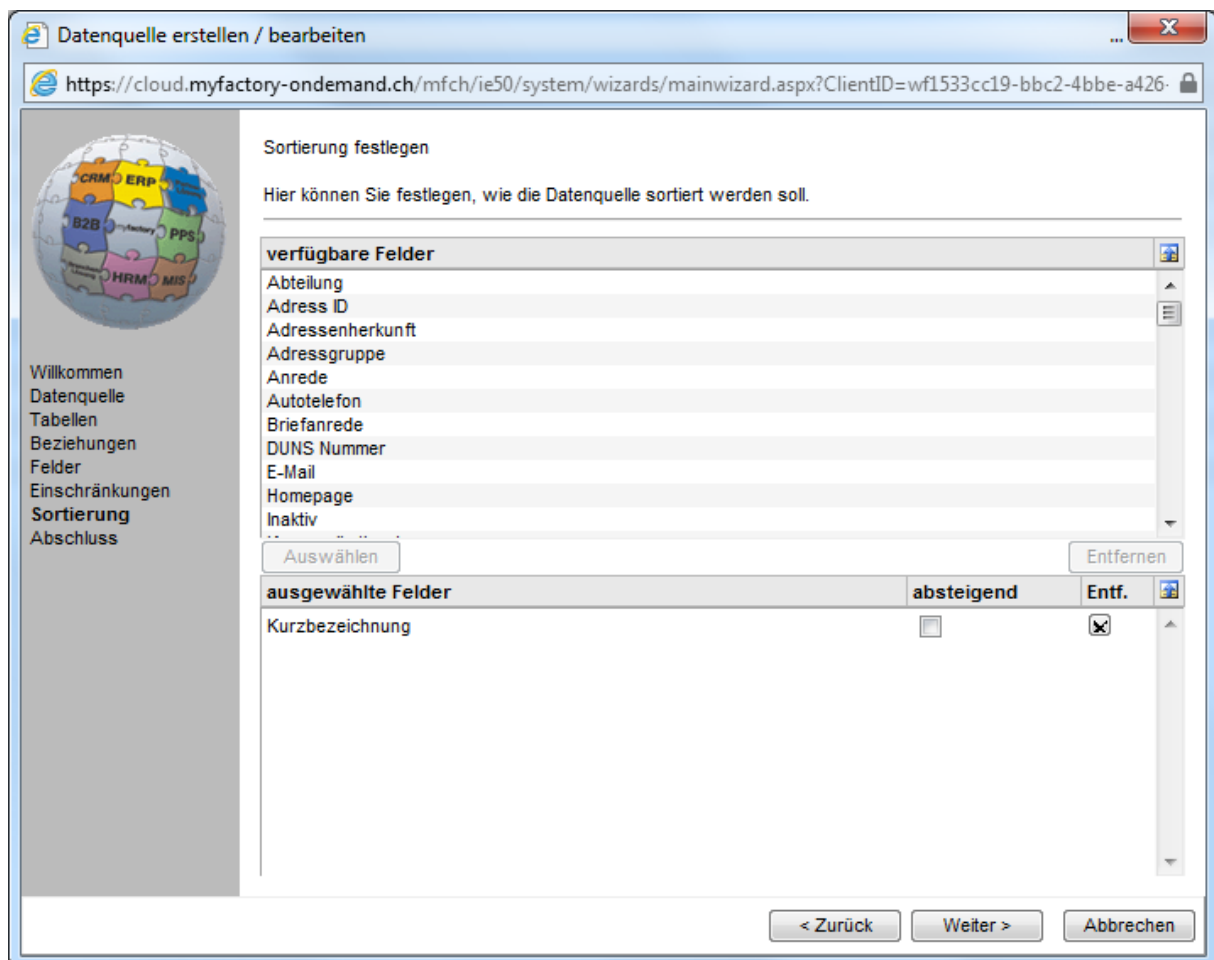 Datenquelle erstellen / bearbeiten ...
https://cloud.myfactory-ondemand.ch/mfch/ie50/system/wizards/mainwizard.aspx?ClientID=wf1533cc19-bbc2-4bbe-a426-
CRM ERP
B2B myfactory PPS
HRM MIS
Willkommen
Datenquelle
Tabellen
Beziehungen
Felder
Einschränkungen
Sortierung
Abschluss
Sortierung festlegen
Hier können Sie festlegen, wie die Datenquelle sortiert werden soll.
verfügbare Felder
Abteilung
Adress ID
Adressenherkunft
Adressgruppe
Anrede
Autotelefon
Briefanrede
DUNS Nummer
E-Mail
Homepage
Inaktiv
Auswählen Entfernen
ausgewählte Felder absteigend Entf.
Kurzbezeichnung
< Zurück Weiter > Abbrechen